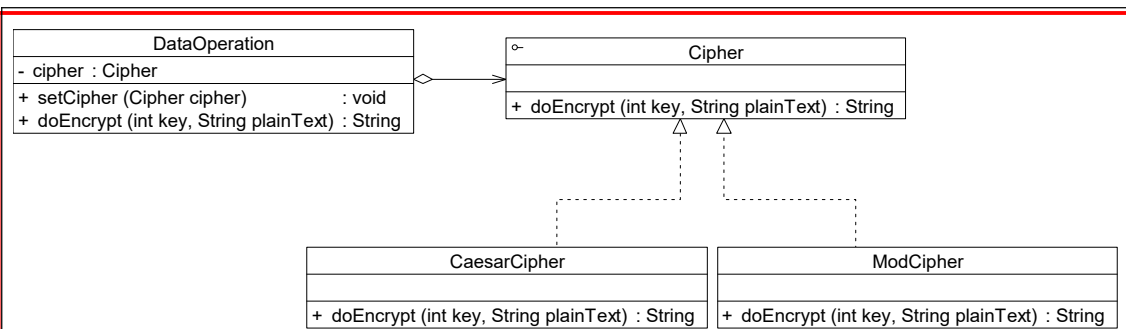 DataOperation
- cipher : Cipher
+ setCipher (Cipher cipher) : void
+ doEncrypt (int key, String plainText) : String
Cipher
+ doEncrypt (int key, String plainText) : String
CaesarCipher
+ doEncrypt (int key, String plainText) : String
ModCipher
+ doEncrypt (int key, String plainText) : String